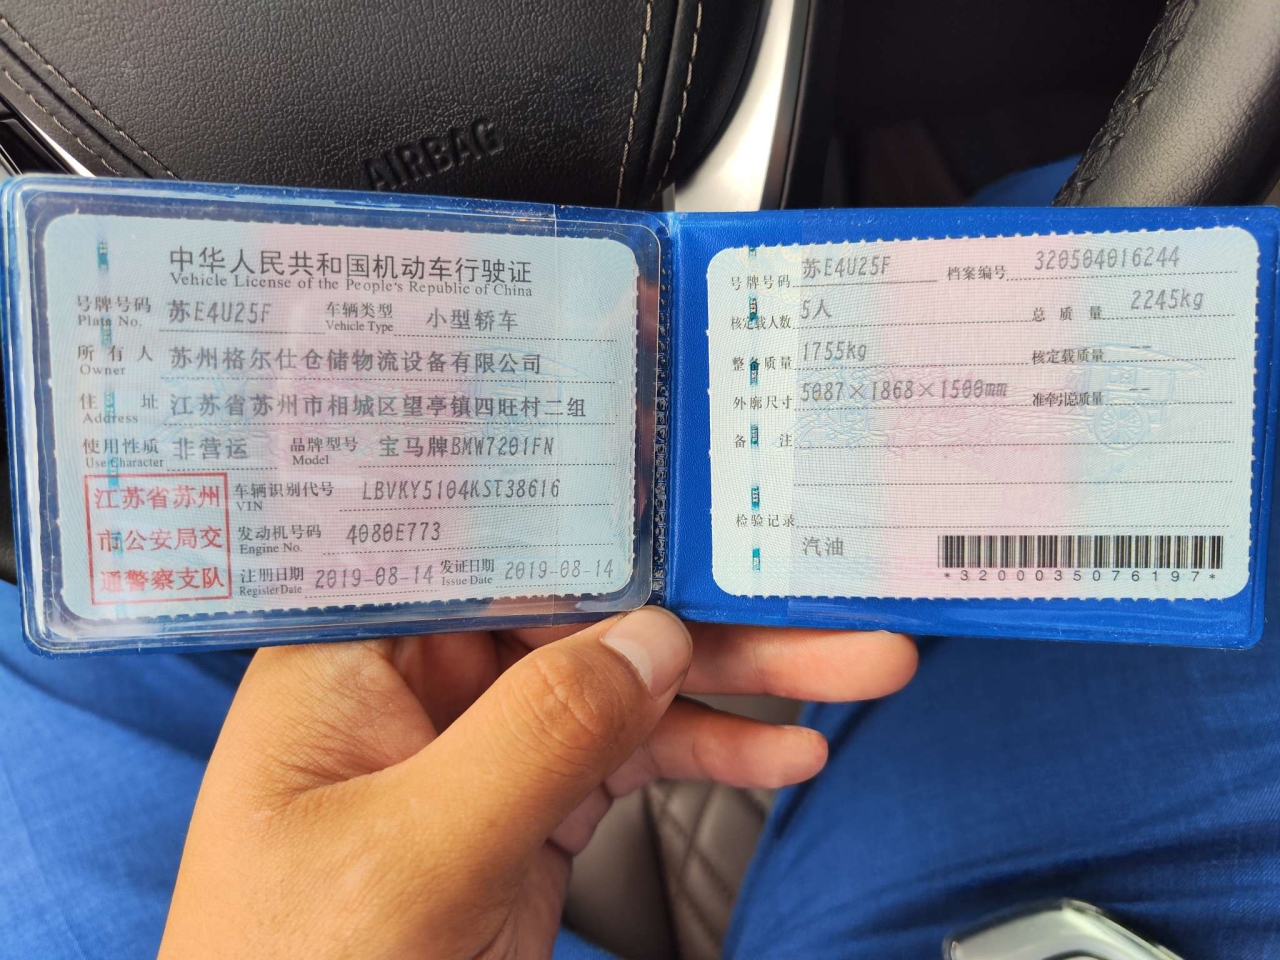 AIRBAG
中华人民共和国机动车行驶证
Vehicle License of the People's Republic of China
号牌号码 苏E4U25F 车辆类型 小型轿车
Plate No. Vehicle Type
所有人 苏州格尔仕仓储物流设备有限公司
Owner
住址 江苏省苏州市相城区望亭镇四旺村二组
Address
使用性质 非营运 品牌型号 宝马牌BMW7201FN
Use Character Model
江苏省苏州
市公安局交
通警察支队
车辆识别代号 LBVKY5104KST38616
VIN
发动机号码 4080E773
Engine No.
注册日期 2019-08-14 发证日期 2019-08-14
Register Date Issue Date
号牌号码 苏E4U25F 档案编号 320504016244
核定载人数 5人 总质量 2245kg
整备质量 1755kg 核定载质量 --
外廓尺寸 5087×1868×1500mm 准牵引总质量 --
备注
检验记录
汽油
*3200035076197*